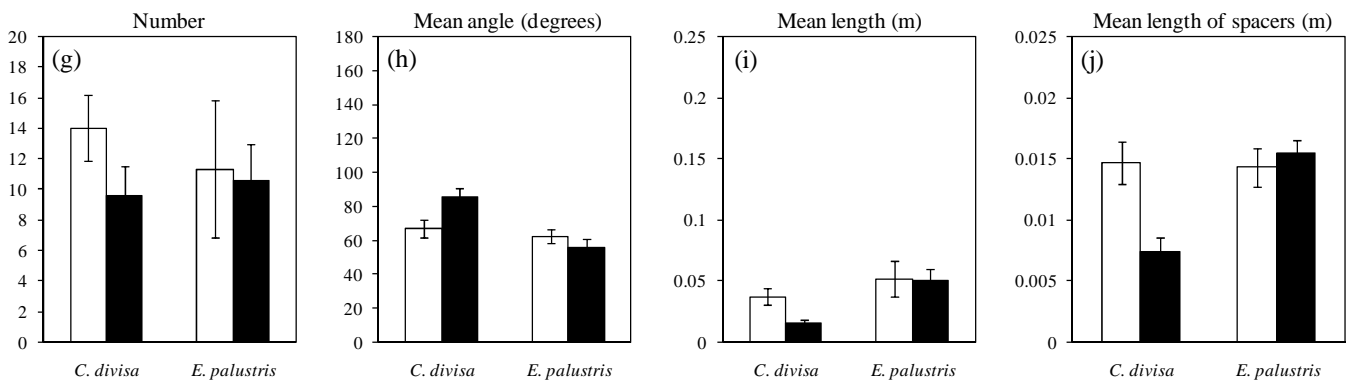 Number
20
18
16
14
12
10
8
6
4
2
0
(g)
C. divisa E. palustris
Mean angle (degrees)
180
160
140
120
100
80
60
40
20
0
(h)
C. divisa E. palustris
Mean length (m)
0.25
0.2
0.15
0.1
0.05
0
(i)
C. divisa E. palustris
Mean length of spacers (m)
0.025
0.02
0.015
0.01
0.005
0
(j)
C. divisa E. palustris